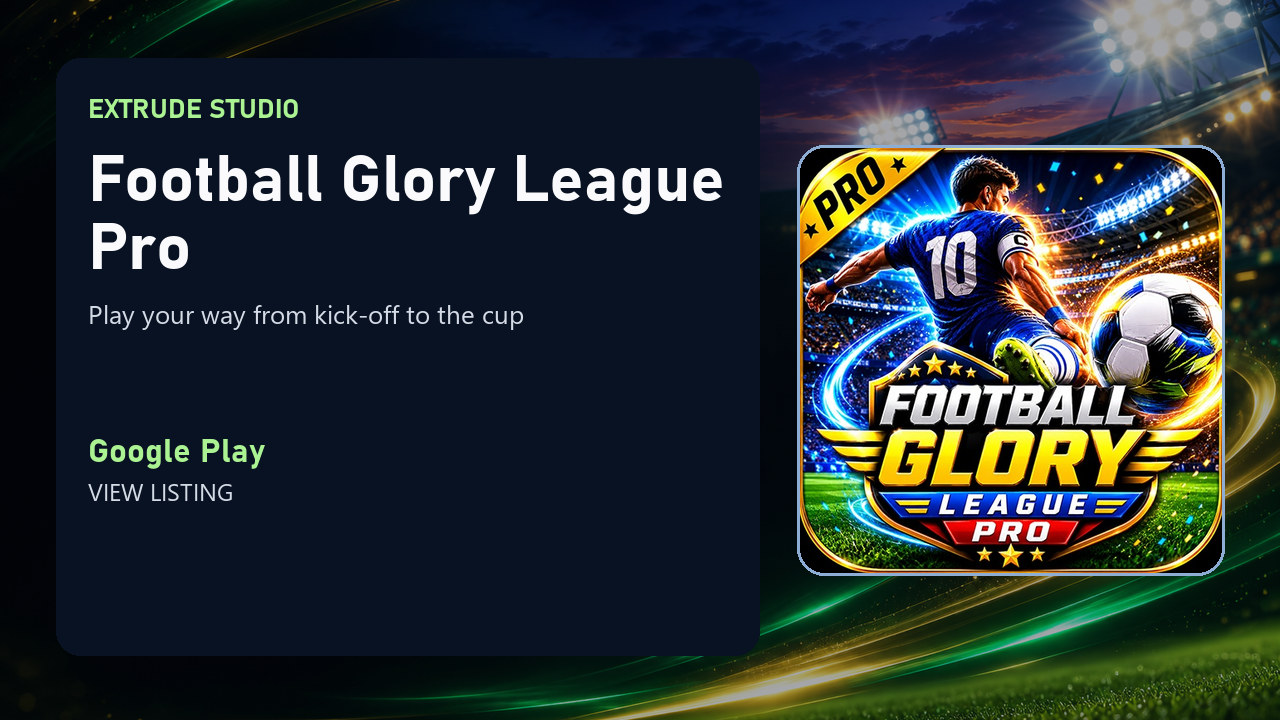 EXTRUDE STUDIO
Football Glory League
Pro
Play your way from kick-off to the cup
Google Play
VIEW LISTING
PRO
10
C
FOOTBALL
GLORY
LEAGUE
PRO